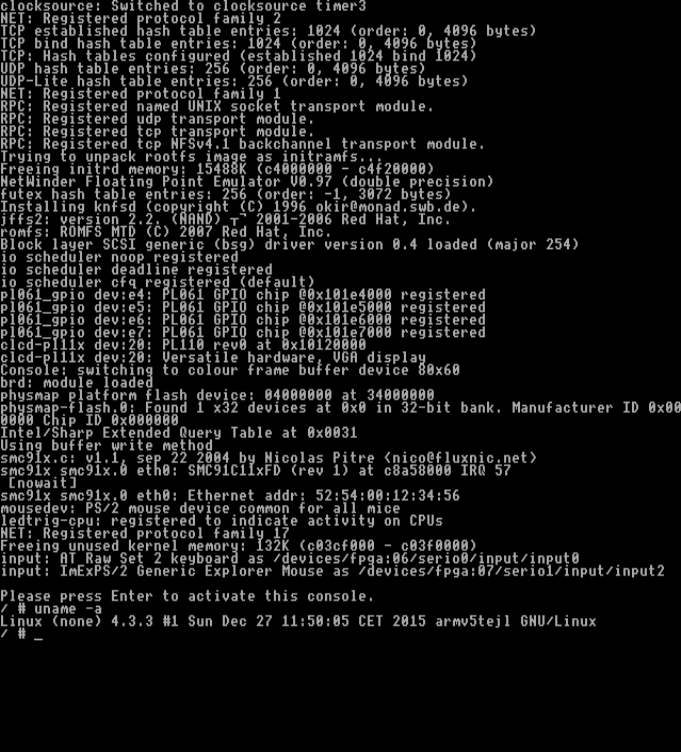 clocksource: Switched to clocksource timer3
NET: Registered protocol family 2
TCP established hash table entries: 1024 (order: 0, 4096 bytes)
TCP bind hash table entries: 1024 (order: 0, 4096 bytes)
TCP: Hash tables configured (established 1024 bind 1024)
UDP hash table entries: 256 (order: 0, 4096 bytes)
UDP-Lite hash table entries: 256 (order: 0, 4096 bytes)
NET: Registered protocol family 1
RPC: Registered named UNIX socket transport module.
RPC: Registered udp transport module.
RPC: Registered tcp transport module.
RPC: Registered tcp NFSv4.1 backchannel transport module.
Trying to unpack rootfs image as initramfs...
Freeing initrd memory: 15488K (c4000000 - c4f20000)
NetWinder Floating Point Emulator V0.97 (double precision)
futex hash table entries: 256 (order: -1, 3072 bytes)
Installing knfsd (copyright (C) 1996 okir@monad.swb.de).
jffs2: version 2.2. (NAND) ┬⌐ 2001-2006 Red Hat, Inc.
romfs: ROMFS MTD (C) 2007 Red Hat, Inc.
Block layer SCSI generic (bsg) driver version 0.4 loaded (major 254)
io scheduler noop registered
io scheduler deadline registered
io scheduler cfq registered (default)
pl061_gpio dev:e4: PL061 GPIO chip @0x101e4000 registered
pl061_gpio dev:e5: PL061 GPIO chip @0x101e5000 registered
pl061_gpio dev:e6: PL061 GPIO chip @0x101e6000 registered
pl061_gpio dev:e7: PL061 GPIO chip @0x101e7000 registered
clcd-pl11x dev:20: PL110 rev0 at 0x10120000
clcd-pl11x dev:20: Versatile hardware, VGA display
Console: switching to colour frame buffer device 80x60
brd: module loaded
physmap platform flash device: 04000000 at 34000000
physmap-flash.0: Found 1 x32 devices at 0x0 in 32-bit bank. Manufacturer ID 0x00
0000 Chip ID 0x000000
Intel/Sharp Extended Query Table at 0x0031
Using buffer write method
smc91x.c: v1.1, sep 22 2004 by Nicolas Pitre <nico@fluxnic.net>
smc91x smc91x.0 eth0: SMC91C11xFD (rev 1) at c8a58000 IRQ 57
[nowait]
smc91x smc91x.0 eth0: Ethernet addr: 52:54:00:12:34:56
mousedev: PS/2 mouse device common for all mice
ledtrig-cpu: registered to indicate activity on CPUs
NET: Registered protocol family 17
Freeing unused kernel memory: 132K (c03cf000 - c03f0000)
input: AT Raw Set 2 keyboard as /devices/fpga:06/serio0/input/input0
input: ImExPS/2 Generic Explorer Mouse as /devices/fpga:07/serio1/input/input2
Please press Enter to activate this console.
/ # uname -a
Linux (none) 4.3.3 #1 Sun Dec 27 11:50:05 CET 2015 armv5tejl GNU/Linux
/ # _